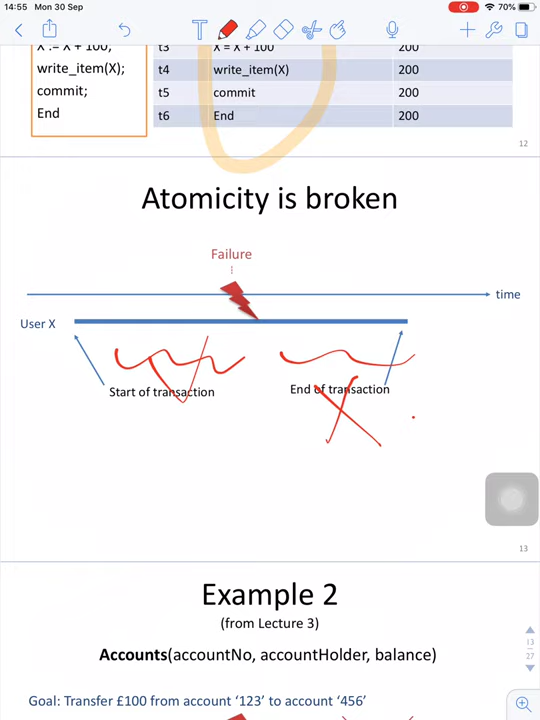 14:55 Mon 30 Sep
70%
X := X + 100;
write_item(X);
commit;
End
t3 X = X + 100 200
t4 write_item(X) 200
t5 commit 200
t6 End 200
12
Atomicity is broken
Failure
time
User X
Start of transaction
End of transaction
13
Example 2
(from Lecture 3)
Accounts(accountNo, accountHolder, balance)
Goal: Transfer £100 from account ‘123’ to account ‘456’
13
27